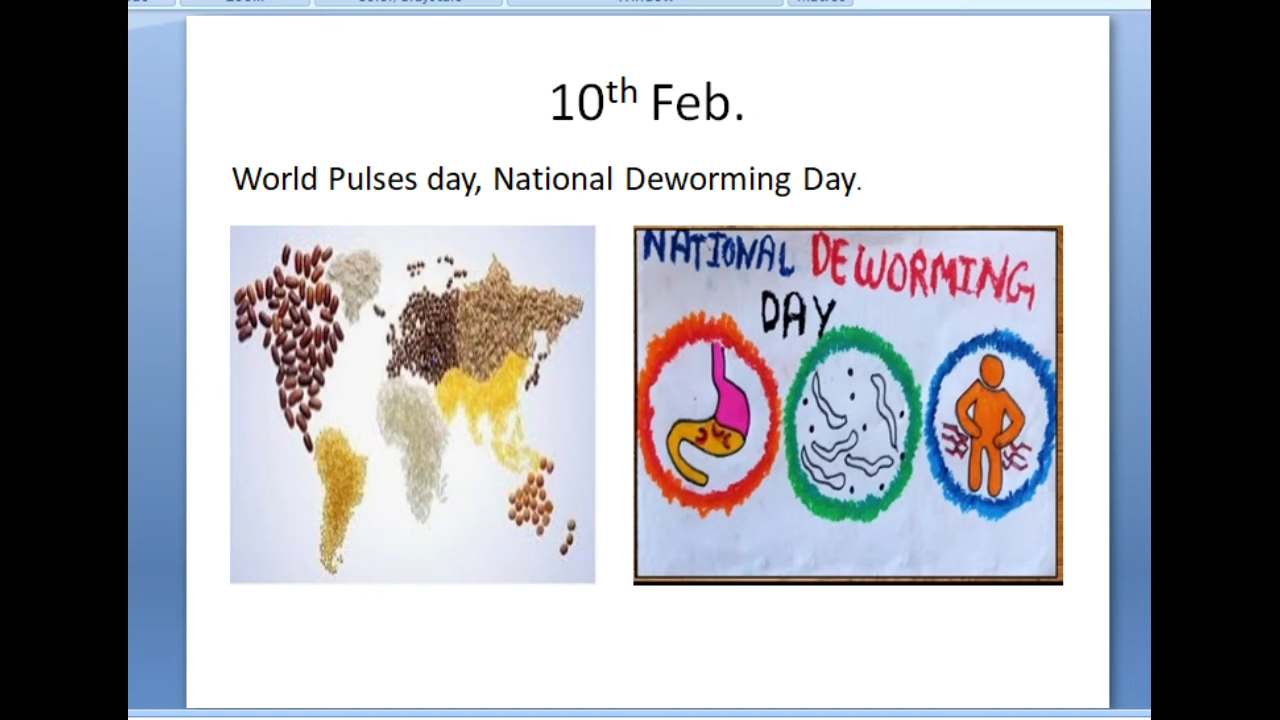 10th Feb.
World Pulses day, National Deworming Day.
NATIONAL DEWORMING
DAY